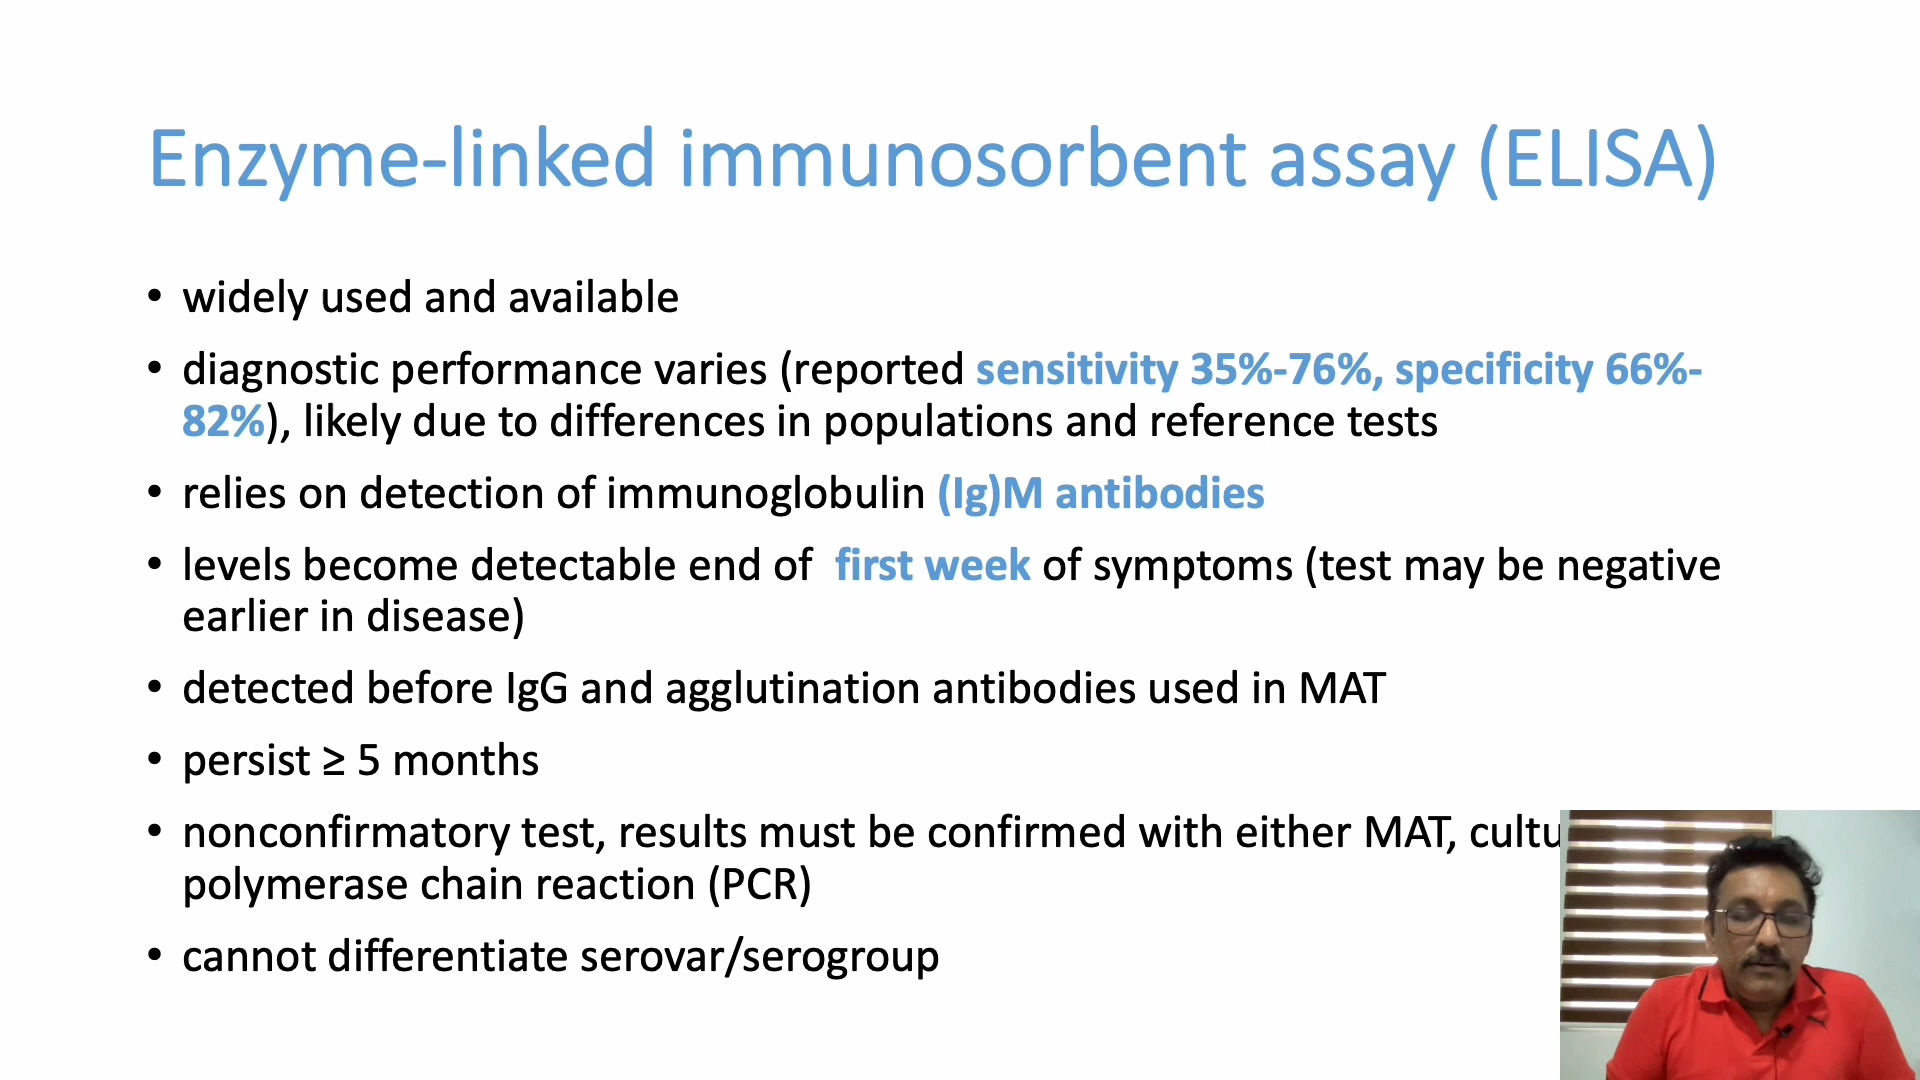 Enzyme-linked immunosorbent assay (ELISA)
• widely used and available
• diagnostic performance varies (reported sensitivity 35%-76%, specificity 66%-
82%), likely due to differences in populations and reference tests
• relies on detection of immunoglobulin (Ig)M antibodies
• levels become detectable end of first week of symptoms (test may be negative
earlier in disease)
• detected before IgG and agglutination antibodies used in MAT
• persist ≥ 5 months
• nonconfirmatory test, results must be confirmed with either MAT,
polymerase chain reaction (PCR)
• cannot differentiate serovar/serogroup